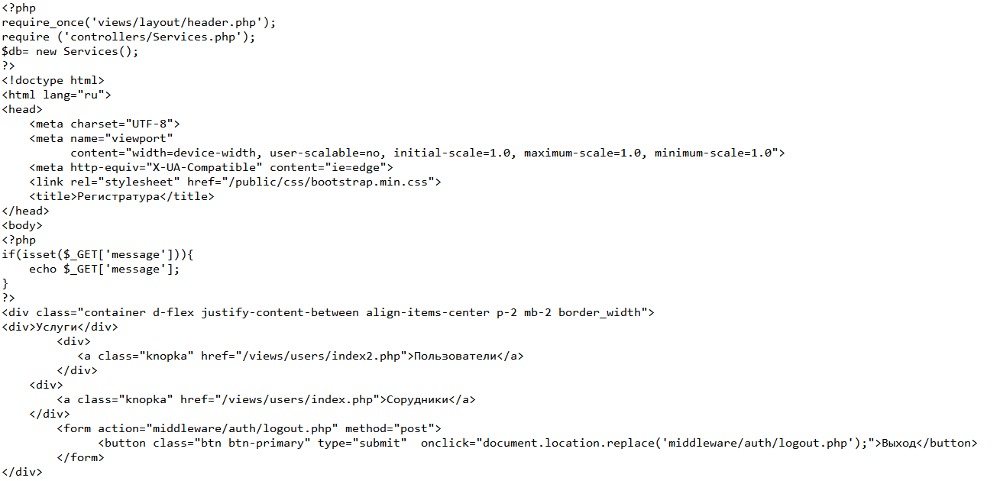 <?php
require_once('views/layout/header.php');
require ('controllers/Services.php');
$db= new Services();
?>
<!doctype html>
<html lang="ru">
<head>
    <meta charset="UTF-8">
    <meta name="viewport"
          content="width=device-width, user-scalable=no, initial-scale=1.0, maximum-scale=1.0, minimum-scale=1.0">
    <meta http-equiv="X-UA-Compatible" content="ie=edge">
    <link rel="stylesheet" href="/public/css/bootstrap.min.css">
    <title>Регистратура</title>
</head>
<body>
<?php
if(isset($_GET['message'])){
    echo $_GET['message'];
}
?>
<div class="container d-flex justify-content-between align-items-center p-2 mb-2 border_width">
<div>Услуги</div>
        <div>
           <a class="knopka" href="/views/users/index2.php">Пользователи</a>
        </div>
    <div>
        <a class="knopka" href="/views/users/index.php">Сорудники</a>
    </div>
        <form action="middleware/auth/logout.php" method="post">
              <button class="btn btn-primary" type="submit"  onclick="document.location.replace('middleware/auth/logout.php');">Выход</button>
        </form>
</div>